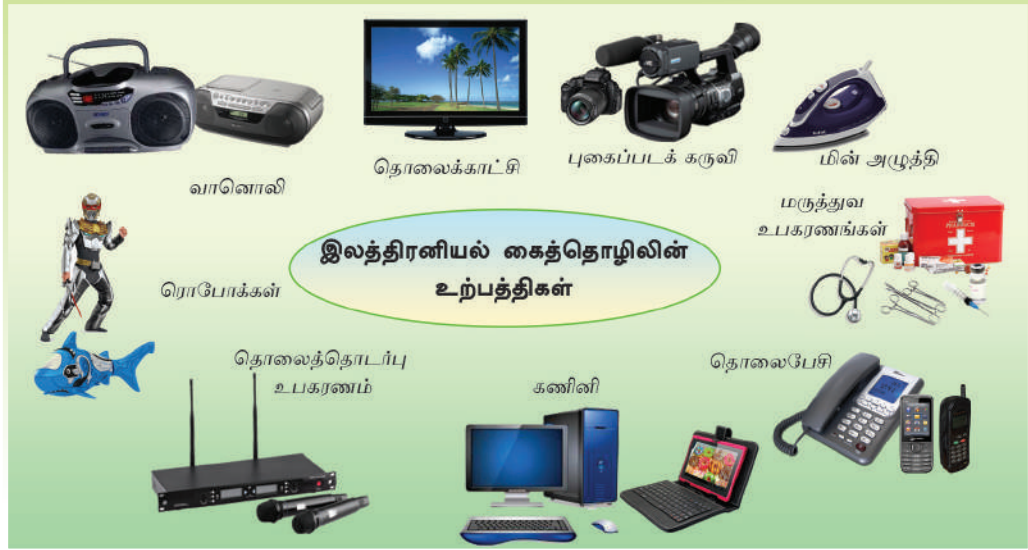 தொலைக்காட்சி
புகைப்படக் கருவி
மின் அழுத்தி
வானொலி
மருத்துவ
உபகரணங்கள்
இலத்திரனியல் கைத்தொழிலின்
உற்பத்திகள்
ரொபோக்கள்
தொலைத்தொடர்பு
உபகரணம்
கணினி
தொலைபேசி